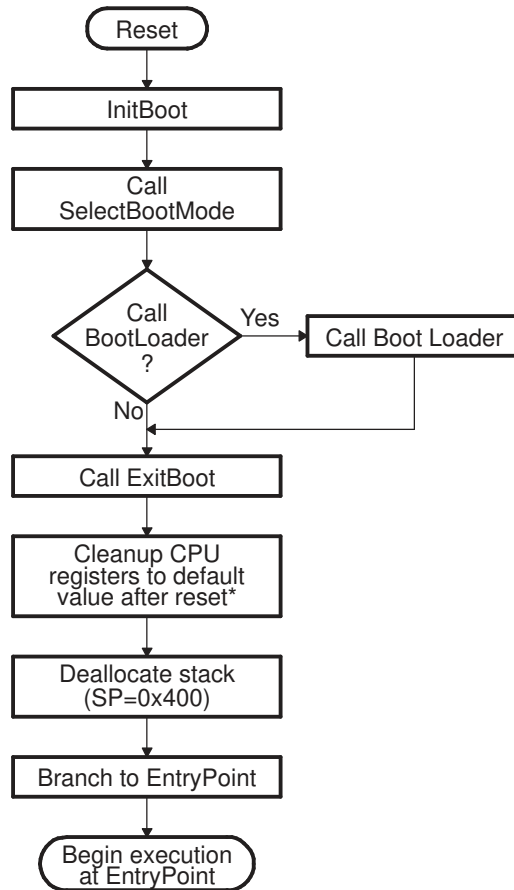 Reset
InitBoot
Call
SelectBootMode
Call
BootLoader
?
Yes
Call Boot Loader
No
Call ExitBoot
Cleanup CPU
registers to default
value after reset*
Deallocate stack
(SP=0x400)
Branch to EntryPoint
Begin execution
at EntryPoint